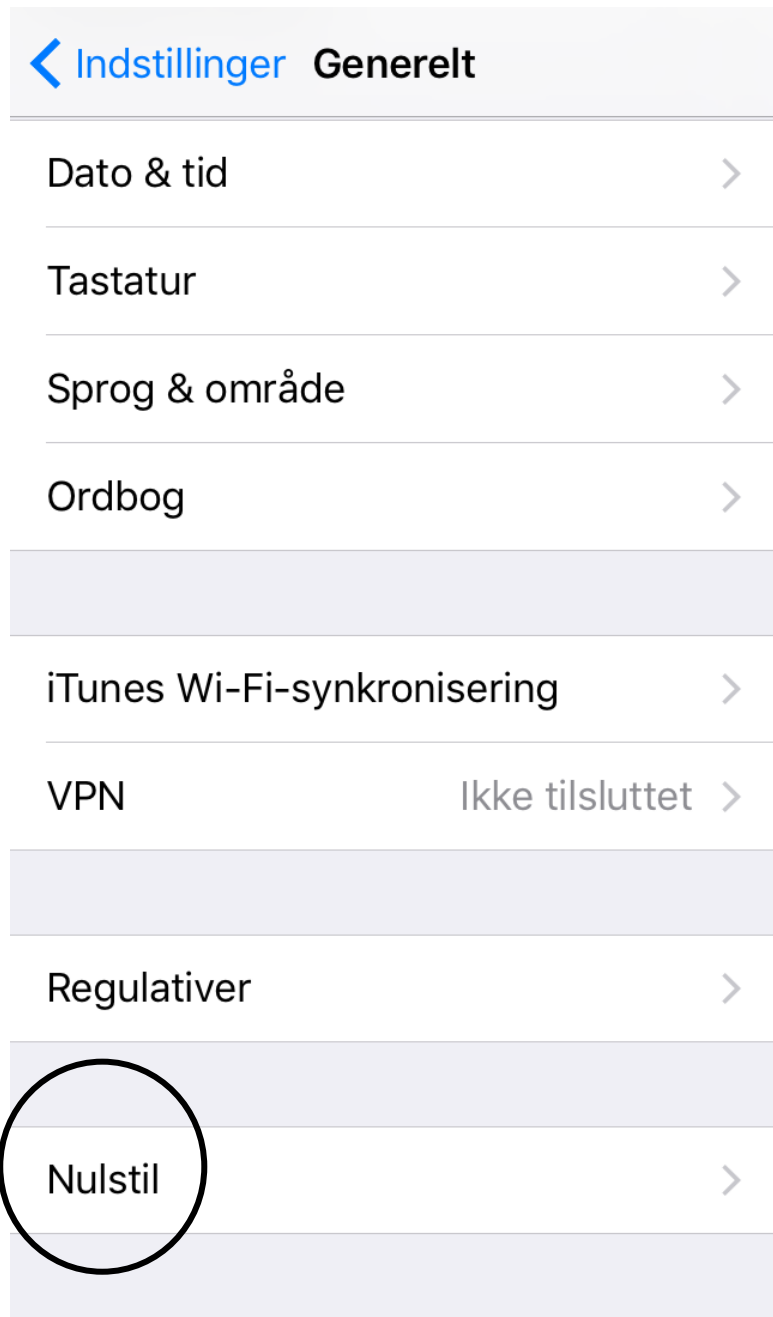 Indstillinger Generelt
Dato & tid
Tastatur
Sprog & område
Ordbog
iTunes Wi-Fi-synkronisering
VPN Ikke tilsluttet
Regulativer
Nulstil